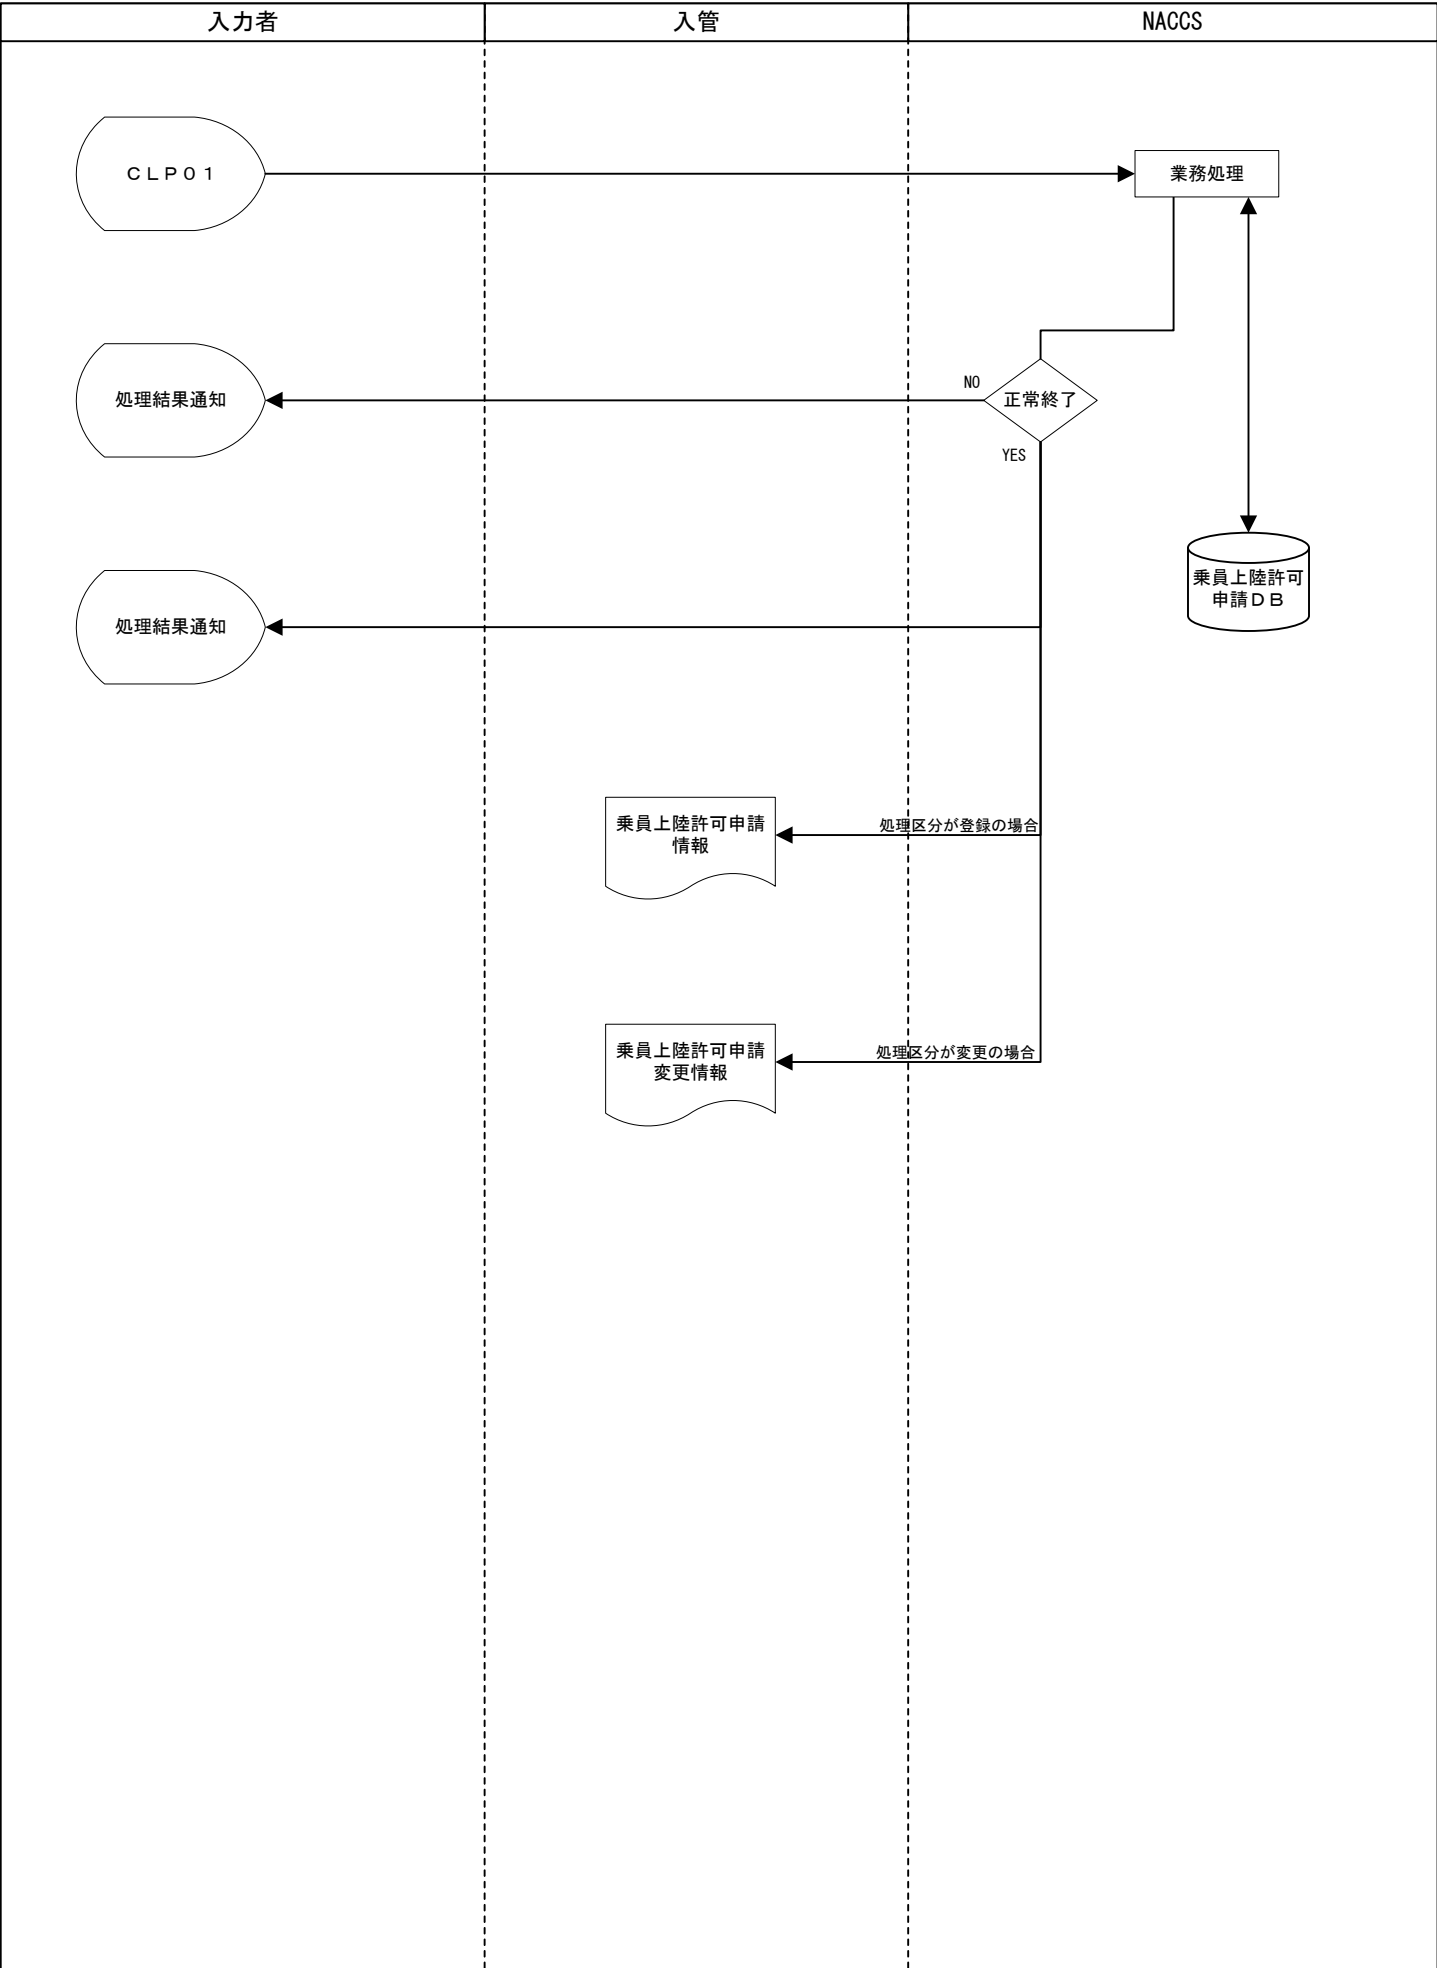 入力者
入管
NACCS
ＣＬＰ０１
業務処理
処理結果通知
NO
正常終了
YES
乗員上陸許可
申請ＤＢ
処理結果通知
乗員上陸許可申請
情報
処理区分が登録の場合
乗員上陸許可申請
変更情報
処理区分が変更の場合